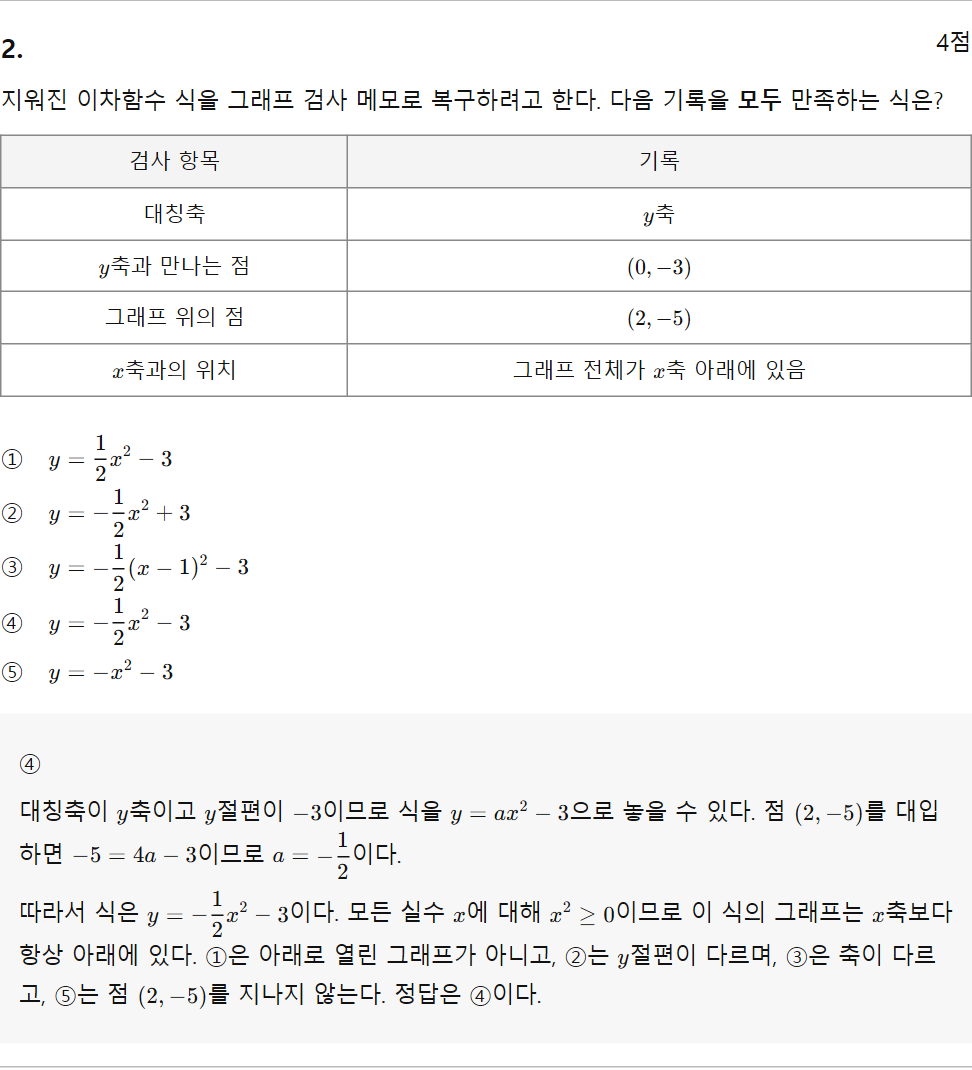 4점
2.
지워진 이차함수 식을 그래프 검사 메모로 복구하려고 한다. 다음 기록을 모두 만족하는 식은?
검사 항목 기록
대칭축 y축
y축과 만나는 점 (0, −3)
그래프 위의 점 (2, −5)
x축과의 위치 그래프 전체가 x축 아래에 있음
① y = 1/2 x² − 3
② y = −1/2 x² + 3
③ y = −1/2 (x − 1)² − 3
④ y = −1/2 x² − 3
⑤ y = −x² − 3
④
대칭축이 y축이고 y절편이 −3이므로 식을 y = ax² − 3으로 놓을 수 있다. 점 (2, −5)를 대입
하면 −5 = 4a − 3이므로 a = −1/2이다.
따라서 식은 y = −1/2 x² − 3이다. 모든 실수 x에 대해 x² ≥ 0이므로 이 식의 그래프는 x축보다
항상 아래에 있다. ①은 아래로 열린 그래프가 아니고, ②는 y절편이 다르며, ③은 축이 다르
고, ⑤는 점 (2, −5)를 지나지 않는다. 정답은 ④이다.